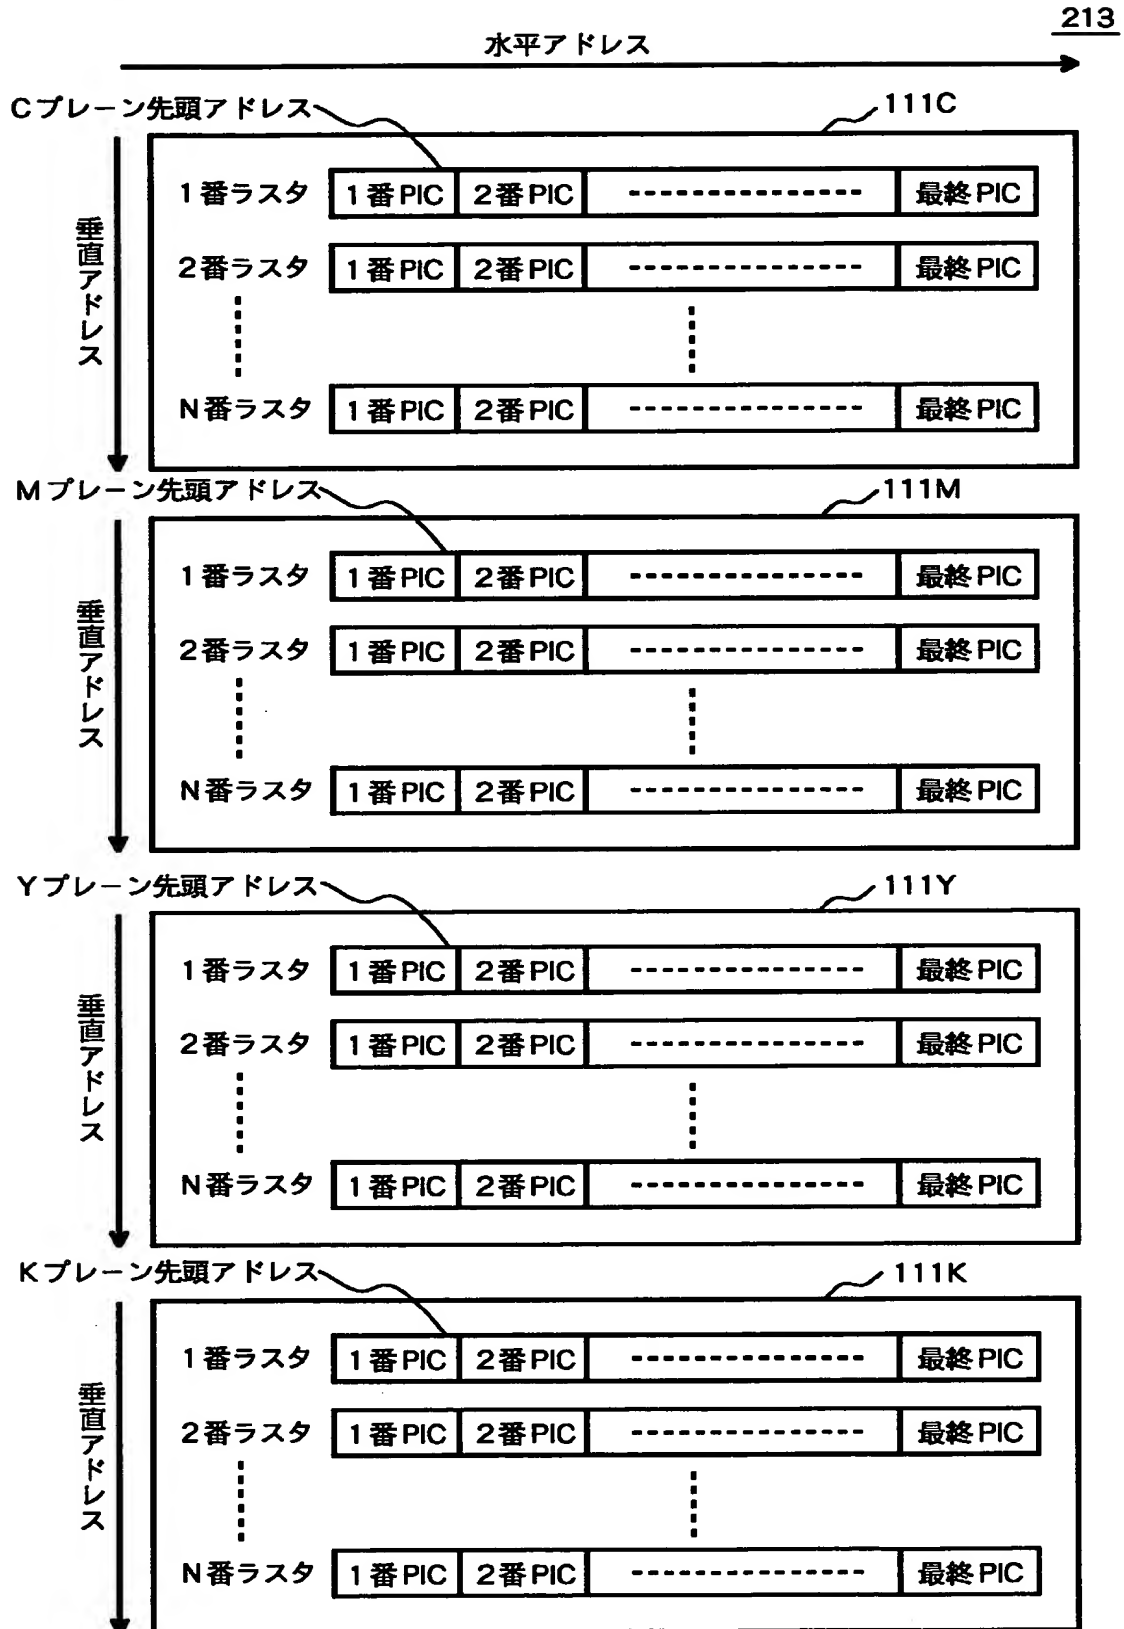 213
水平アドレス
Cプレーン先頭アドレス
111C
垂直アドレス
1番ラスタ 1番PIC 2番PIC 最終PIC
2番ラスタ 1番PIC 2番PIC 最終PIC
N番ラスタ 1番PIC 2番PIC 最終PIC
Mプレーン先頭アドレス
111M
垂直アドレス
1番ラスタ 1番PIC 2番PIC 最終PIC
2番ラスタ 1番PIC 2番PIC 最終PIC
N番ラスタ 1番PIC 2番PIC 最終PIC
Yプレーン先頭アドレス
111Y
垂直アドレス
1番ラスタ 1番PIC 2番PIC 最終PIC
2番ラスタ 1番PIC 2番PIC 最終PIC
N番ラスタ 1番PIC 2番PIC 最終PIC
Kプレーン先頭アドレス
111K
垂直アドレス
1番ラスタ 1番PIC 2番PIC 最終PIC
2番ラスタ 1番PIC 2番PIC 最終PIC
N番ラスタ 1番PIC 2番PIC 最終PIC